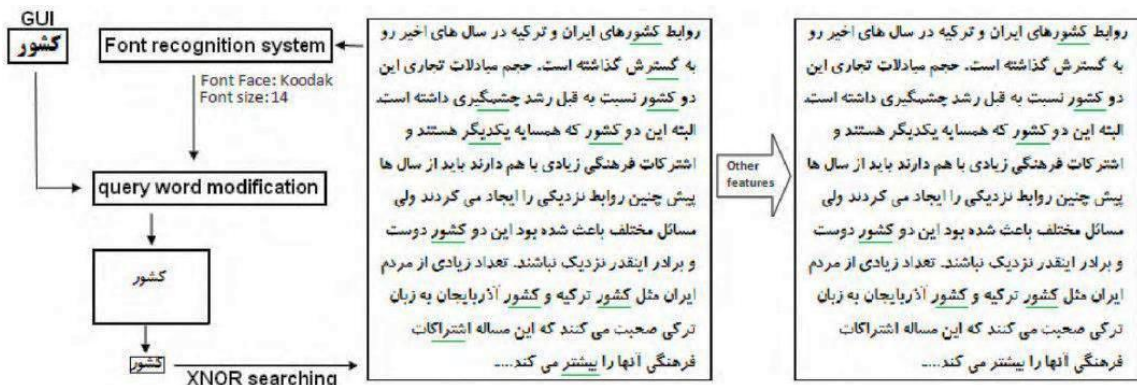 GUI
کشور
Font recognition system
Font Face: Koodak
Font size:14
query word modification
کشور
کشور
XNOR searching
روابط کشورهای ایران و ترکیه در سال های اخیر رو
به گسترش گذاشته است. حجم مبادلات تجاری این
دو کشور نسبت به قبل رشد چشمگیری داشته است.
البته این دو کشور که همسایه یکدیگر هستند و
اشتراکات فرهنگی زیادی با هم دارند باید از سال ها
پیش چنین روابط نزدیکی را ایجاد می کردند ولی
مسائل مختلف باعث شده بود این دو کشور دوست
و برادر اینقدر نزدیک نباشند. تعداد زیادی از مردم
ایران مثل کشور ترکیه و کشور آذربایجان به زبان
ترکی صحبت می کنند که این مساله اشتراکات
فرهنگی آنها را بیشتر می کند.....
Other
features
روابط کشورهای ایران و ترکیه در سال های اخیر رو
به گسترش گذاشته است. حجم مبادلات تجاری این
دو کشور نسبت به قبل رشد چشمگیری داشته است.
البته این دو کشور که همسایه یکدیگر هستند و
اشتراکات فرهنگی زیادی با هم دارند باید از سال ها
پیش چنین روابط نزدیکی را ایجاد می کردند ولی
مسائل مختلف باعث شده بود این دو کشور دوست
و برادر اینقدر نزدیک نباشند. تعداد زیادی از مردم
ایران مثل کشور ترکیه و کشور آذربایجان به زبان
ترکی صحبت می کنند که این مساله اشتراکات
فرهنگی آنها را بیشتر می کند.....